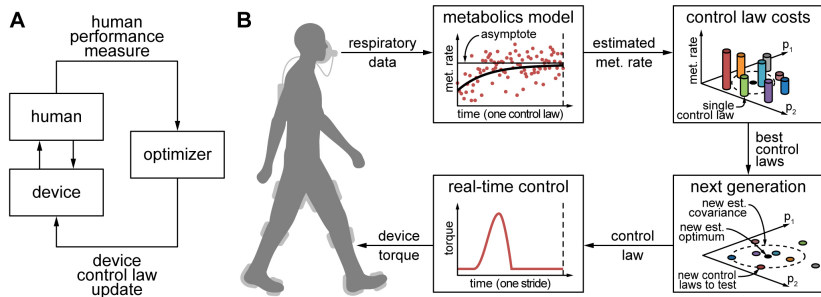 A
human
performance
measure
human
device
optimizer
device
control law
update
B
respiratory
data
metabolics model
asymptote
met. rate
time (one control law)
estimated
met. rate
control law costs
met. rate
p1
p2
single
control law
best
control
laws
next generation
new est.
covariance
new est.
optimum
p1
p2
new control
laws to test
control
law
real-time control
torque
time (one stride)
device
torque